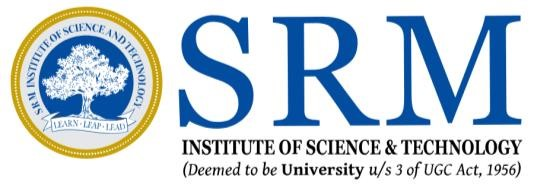 SRM INSTITUTE OF SCIENCE AND TECHNOLOGY
LEARN · LEAP · LEAD
SRM
INSTITUTE OF SCIENCE & TECHNOLOGY
(Deemed to be University u/s 3 of UGC Act, 1956)